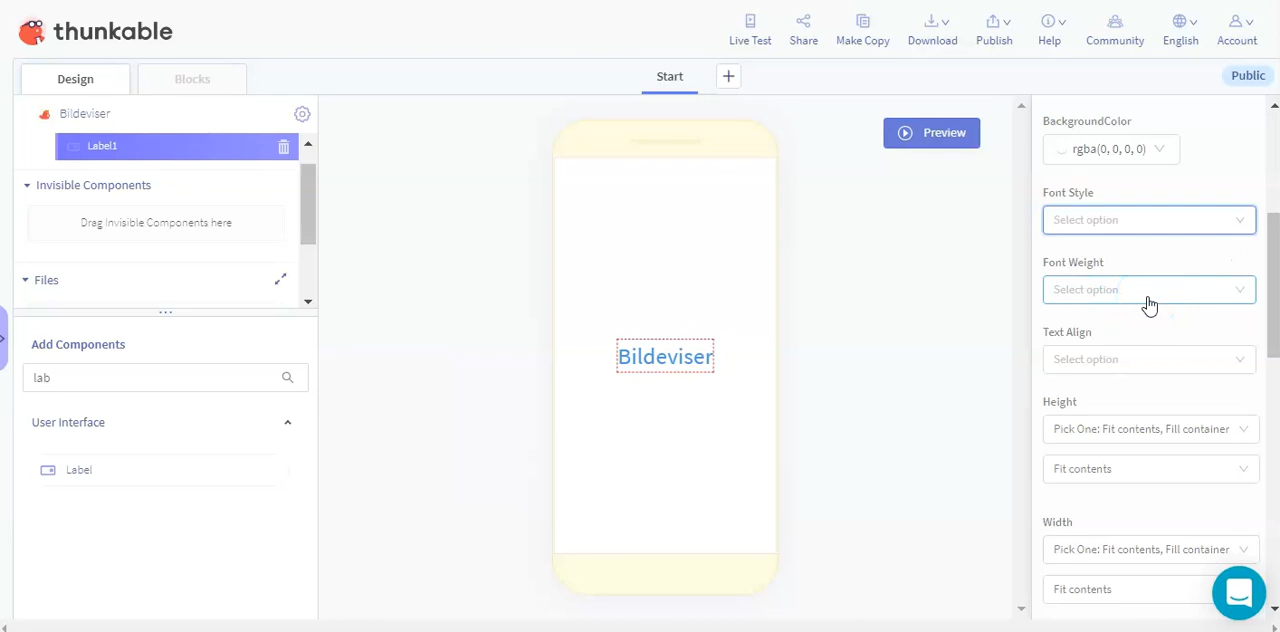 thunkable
Live Test
Share
Make Copy
Download
Publish
Help
Community
English
Account
Design
Blocks
Start
Public
Bildeviser
Label1
Invisible Components
Drag Invisible Components here
Files
Add Components
lab
User Interface
Label
Preview
Bildeviser
BackgroundColor
rgba(0, 0, 0, 0)
Font Style
Select option
Font Weight
Select option
Text Align
Select option
Height
Pick One: Fit contents, Fill container
Fit contents
Width
Pick One: Fit contents, Fill container
Fit contents